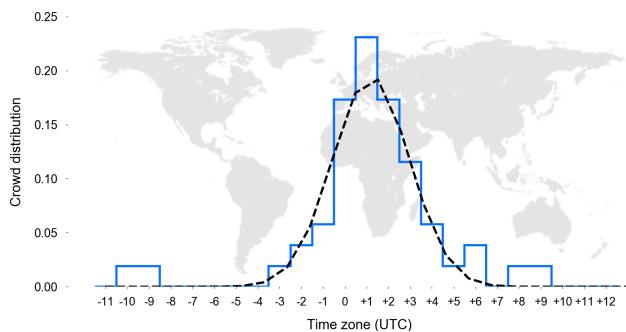 0.25
0.20
0.15
0.10
0.05
0.00
Crowd distribution
-11 -10 -9 -8 -7 -6 -5 -4 -3 -2 -1 0 +1 +2 +3 +4 +5 +6 +7 +8 +9 +10 +11 +12
Time zone (UTC)